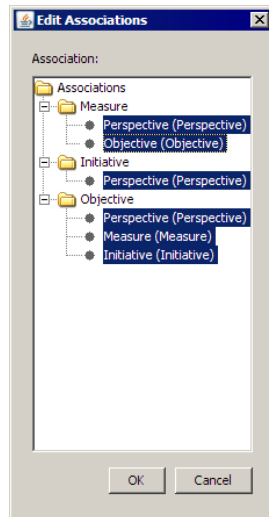 Edit Associations
Association:
Associations
Measure
Perspective (Perspective)
Objective (Objective)
Initiative
Perspective (Perspective)
Objective
Perspective (Perspective)
Measure (Measure)
Initiative (Initiative)
OK Cancel